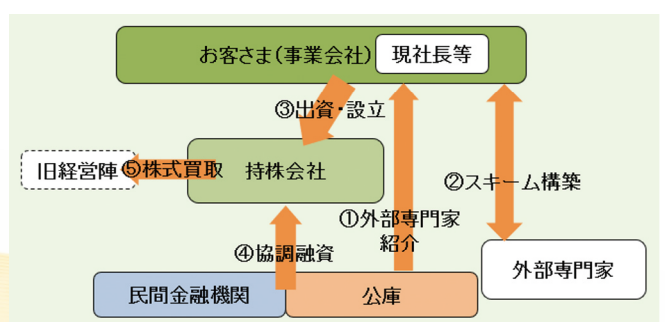 お客さま(事業会社)
現社長等
③出資・設立
旧経営陣
⑤株式買取
持株会社
②スキーム構築
①外部専門家
紹介
④協調融資
外部専門家
民間金融機関
公庫